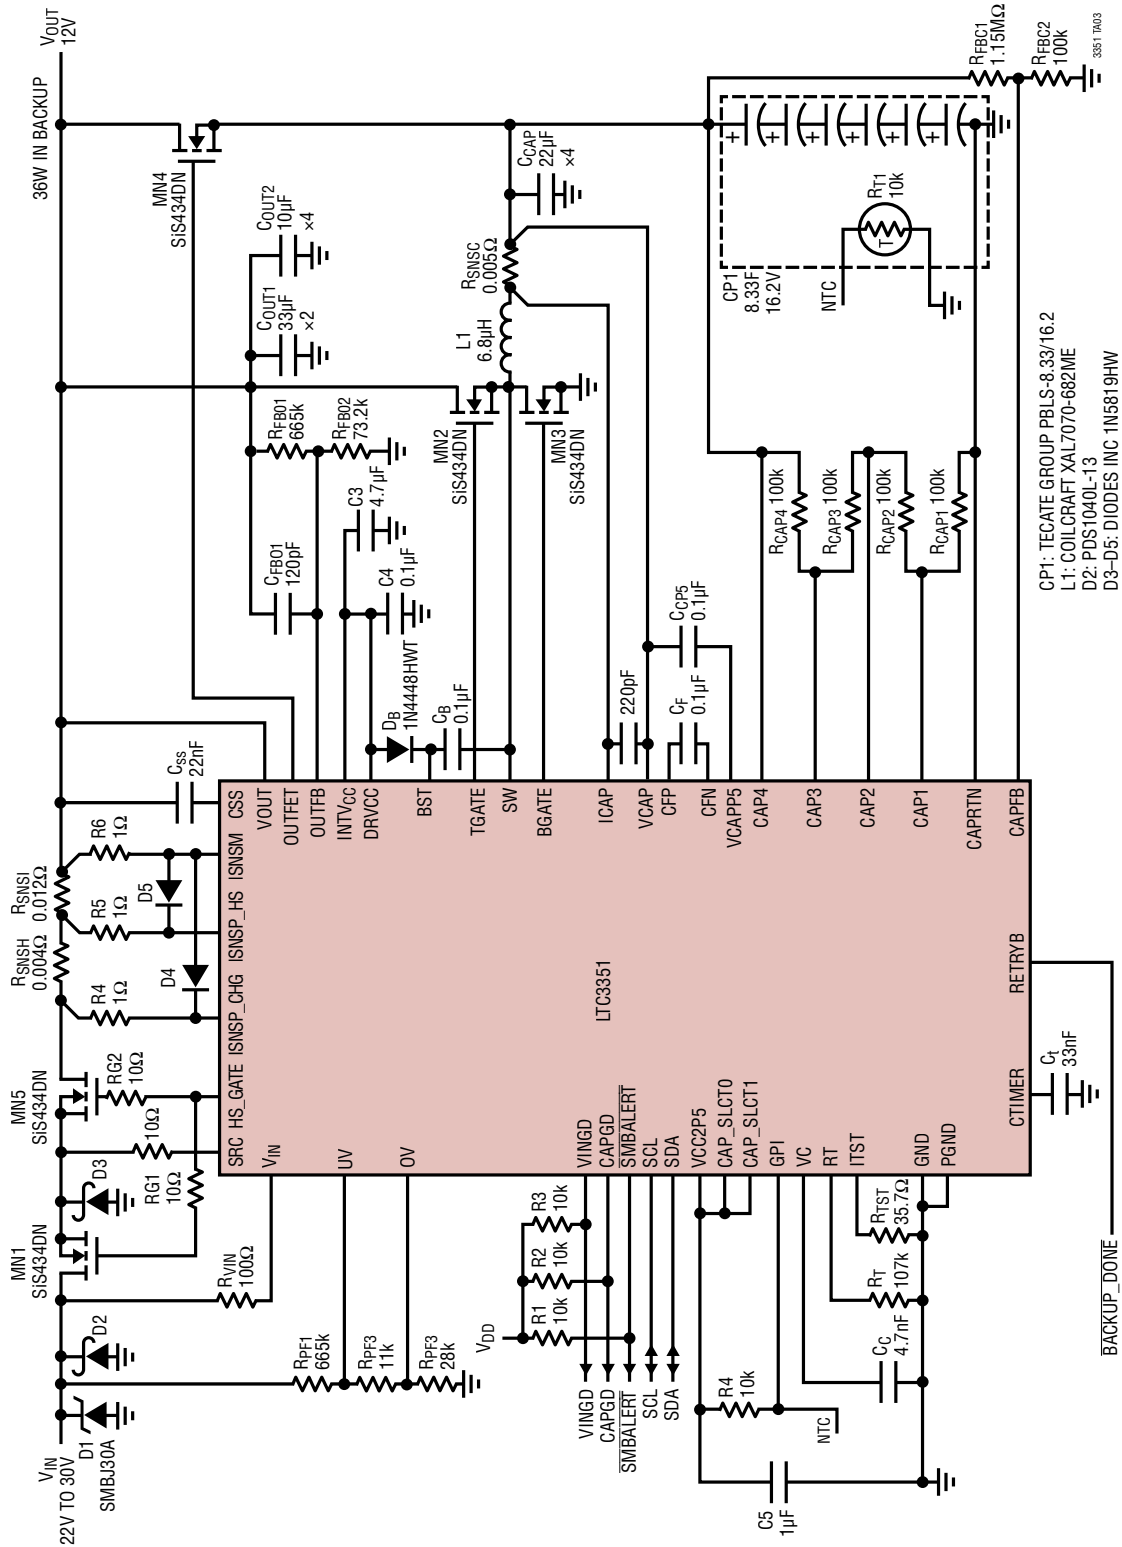 VIN
22V TO 30V
D1
SMBJ30A
D2
MN1
SiS434DN
D3
MN5
SiS434DN
RSNSH
0.004Ω
RSNSI
0.012Ω
36W IN BACKUP
VOUT
12V
RVIN
100Ω
RG1
10Ω
10Ω
RG2
10Ω
R4
1Ω
D4
R5
1Ω
D5
R6
1Ω
CSS
22nF
MN4
SiS434DN
RPF1
665k
RPF3
11k
RPF3
28k
SRC
HS_GATE
ISNSP_CHG
ISNSP_HS
ISNSM
CSS
VIN
UV
OV
VINGD
CAPGD
SMBALERT
SCL
SDA
VCC2P5
CAP_SLCT0
CAP_SLCT1
GPI
VC
RT
ITST
GND
PGND
LTC3351
CTIMER
RETRYB
VOUT
OUTFET
OUTFB
INTVCC
DRVCC
BST
TGATE
SW
BGATE
ICAP
VCAP
CFP
CFN
VCAPP5
CAP4
CAP3
CAP2
CAP1
CAPRTN
CAPFB
VDD
R1
10k
R2
10k
R3
10k
VINGD
CAPGD
SMBALERT
SCL
SDA
R4
10k
NTC
C5
1µF
CC
4.7nF
RT
107k
RTST
35.7Ω
BACKUP_DONE
Ct
33nF
CFBO1
120pF
RFBO1
665k
RFBO2
73.2k
COUT1
33µF
×2
COUT2
10µF
×4
C3
4.7µF
C4
0.1µF
DB
1N4448HWT
CB
0.1µF
MN2
SiS434DN
MN3
SiS434DN
L1
6.8µH
RSNSC
0.005Ω
CCAP
22µF
×4
220pF
CF
0.1µF
CCP5
0.1µF
RCAP4 100k
RCAP3 100k
RCAP2 100k
RCAP1 100k
CP1
8.33F
16.2V
NTC
RT1
10k
T
+
+
+
+
+
+
RFBC1
1.15MΩ
RFBC2
100k
3351 TA03
CP1: TECATE GROUP PBLS-8.33/16.2
L1: COILCRAFT XAL7070-682ME
D2: PDS1040L-13
D3–D5: DIODES INC 1N5819HW